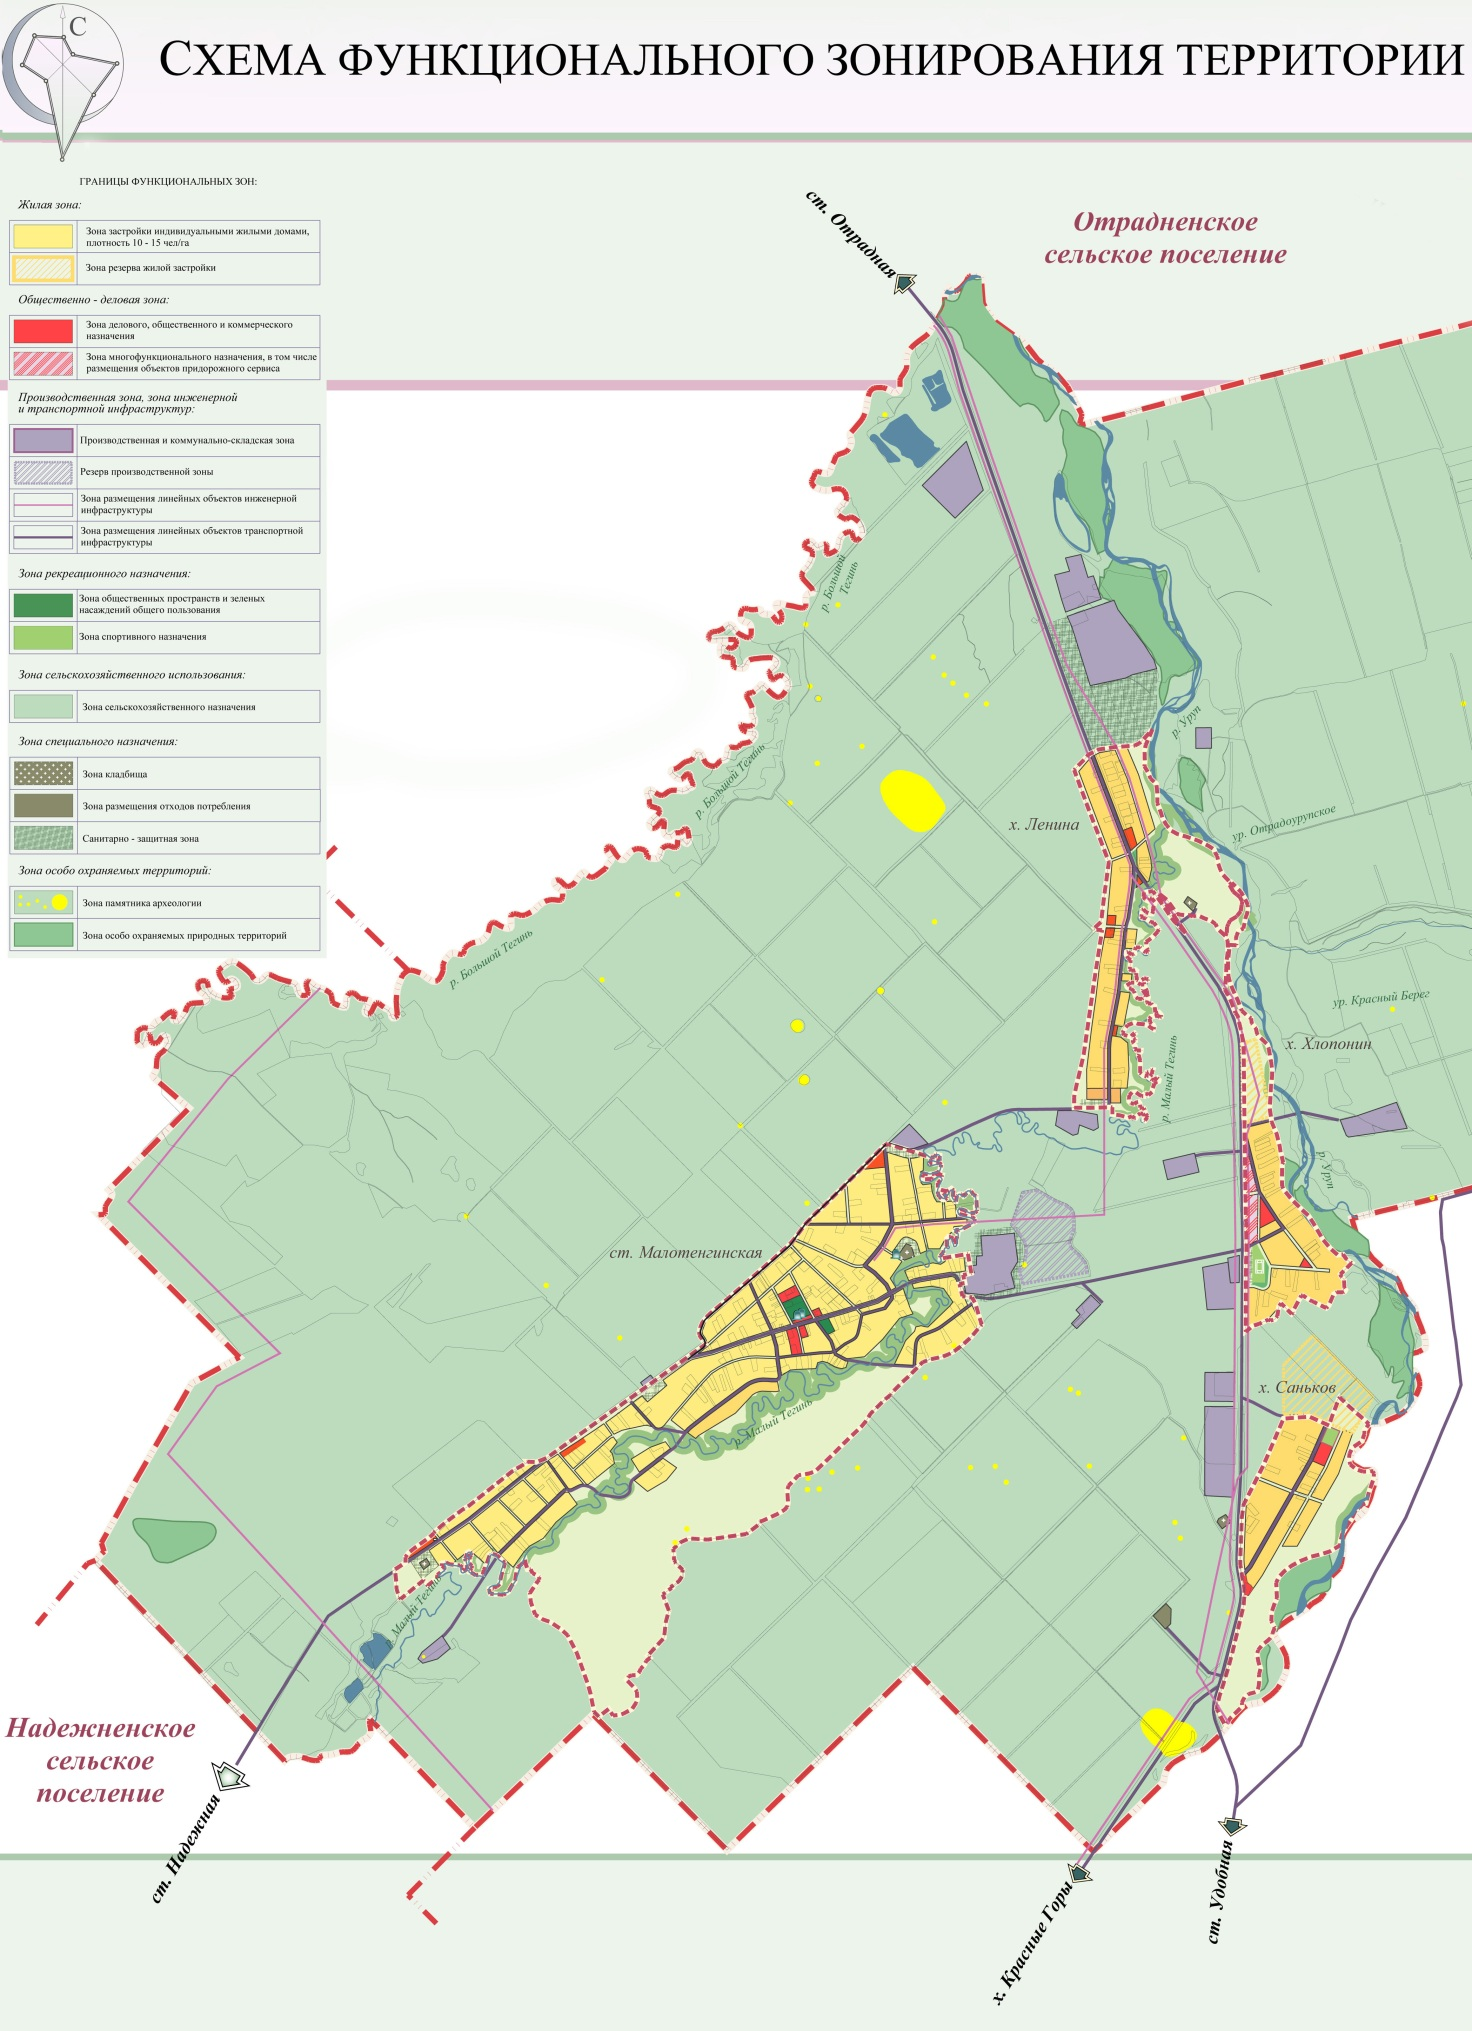 С
СХЕМА ФУНКЦИОНАЛЬНОГО ЗОНИРОВАНИЯ ТЕРРИТОРИИ
ГРАНИЦЫ ФУНКЦИОНАЛЬНЫХ ЗОН:
Жилая зона:
Зона застройки индивидуальными жилыми домами,
плотность 10 - 15 чел/га
Зона резерва жилой застройки
Общественно - деловая зона:
Зона делового, общественного и коммерческого
назначения
Зона многофункционального назначения, в том числе
размещения объектов придорожного сервиса
Производственная зона, зона инженерной
и транспортной инфраструктур:
Производственная и коммунально-складская зона
Резерв производственной зоны
Зона размещения линейных объектов инженерной
инфраструктуры
Зона размещения линейных объектов транспортной
инфраструктуры
Зона рекреационного назначения:
Зона общественных пространств и зеленых
насаждений общего пользования
Зона спортивного назначения
Зона сельскохозяйственного использования:
Зона сельскохозяйственного назначения
Зона специального назначения:
Зона кладбища
Зона размещения отходов потребления
Санитарно - защитная зона
Зона особо охраняемых территорий:
Зона памятника археологии
Зона особо охраняемых природных территорий
ст. Отрадная
Отрадненское
сельское поселение
р. Большой
Тегинь
р. Уруп
р. Большой Тегинь
х. Ленина
ур. Отрадоурупское
р. Большой Тегинь
ур. Красный Берег
х. Хлопонин
р. Малый Тегинь
р. Уруп
ст. Малотенгинская
х. Саньков
р. Малый Тегинь
р. Малый Тегинь
Надежненское
сельское
поселение
ст. Надежная
х. Красные Горы
ст. Удобная